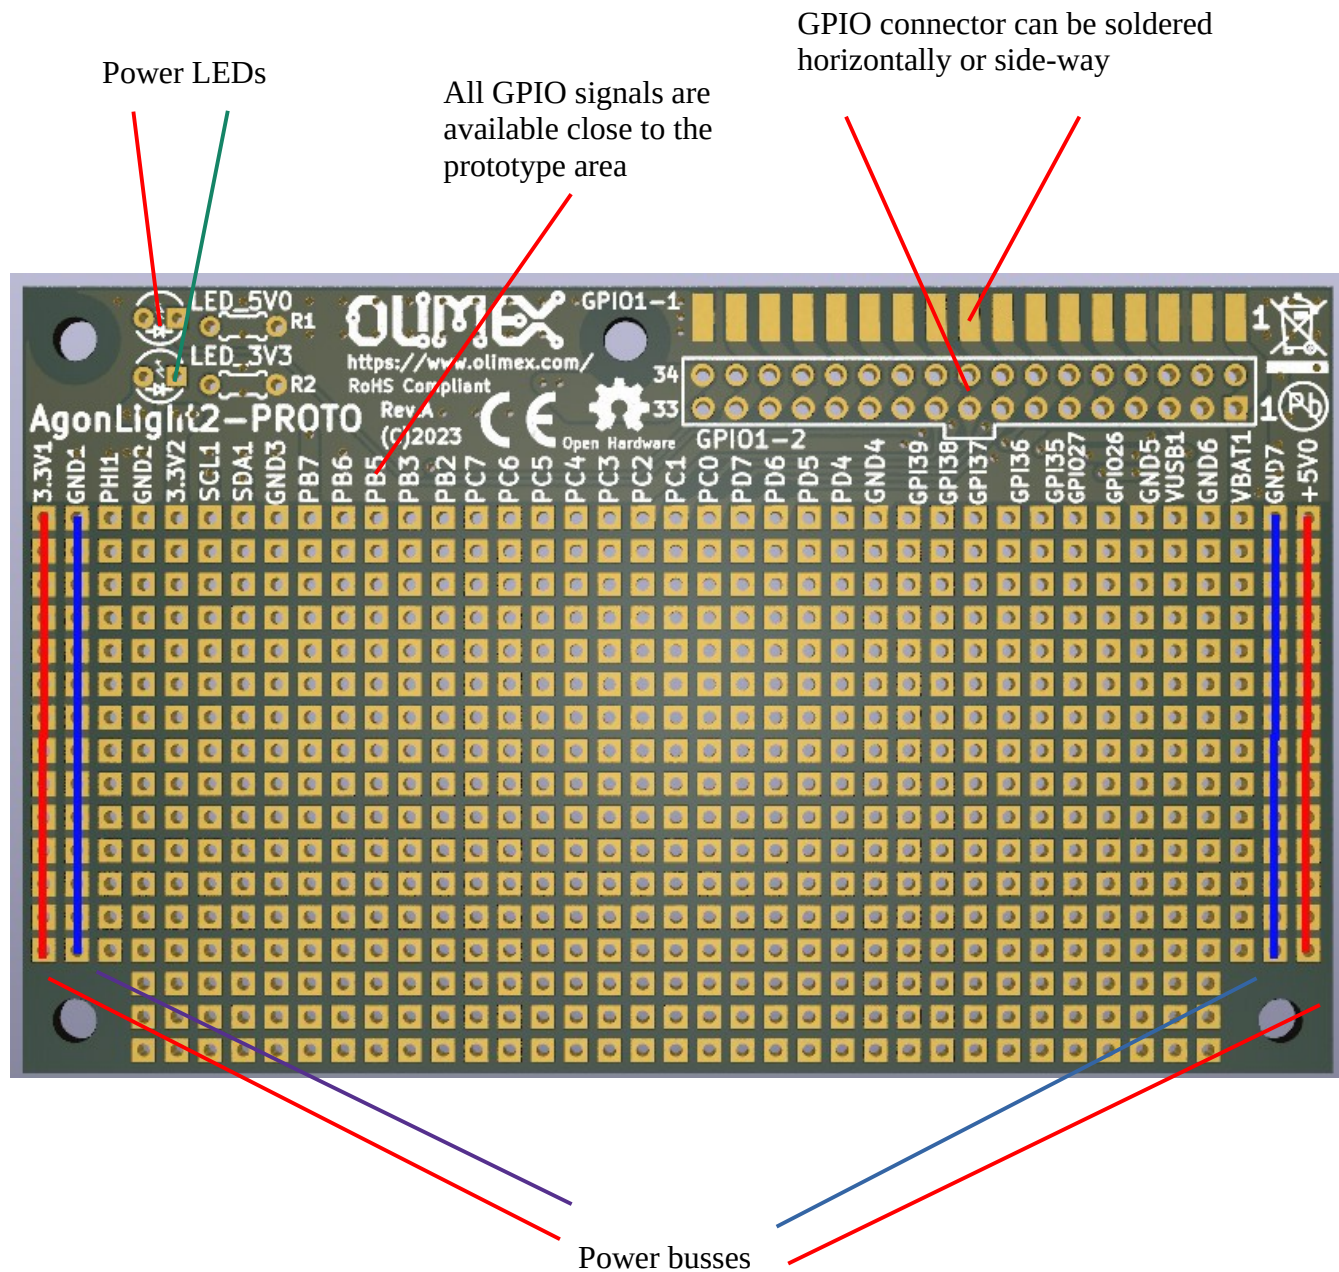 GPIO connector can be soldered
horizontally or side-way
Power LEDs
All GPIO signals are
available close to the
prototype area
LED_5V0
R1
LED_3V3
R2
OLIMEX
https://www.olimex.com/
RoHS Compliant
Rev.A
(C)2023
CE
Open Hardware
AgonLight2-PROTO
GPIO1-1
1
34
33
1
Pb
GPIO1-2
3.3V1
GND1
PHI1
GND2
3.3V2
SCL1
SDA1
GND3
PB7
PB6
PB5
PB3
PB2
PC7
PC6
PC5
PC4
PC3
PC2
PC1
PC0
PD7
PD6
PD5
PD4
GND4
GPI39
GPI38
GPI37
GPI36
GPI35
GPIO27
GPIO26
GND5
VUSB1
GND6
VBAT1
GND7
+5V0
Power busses